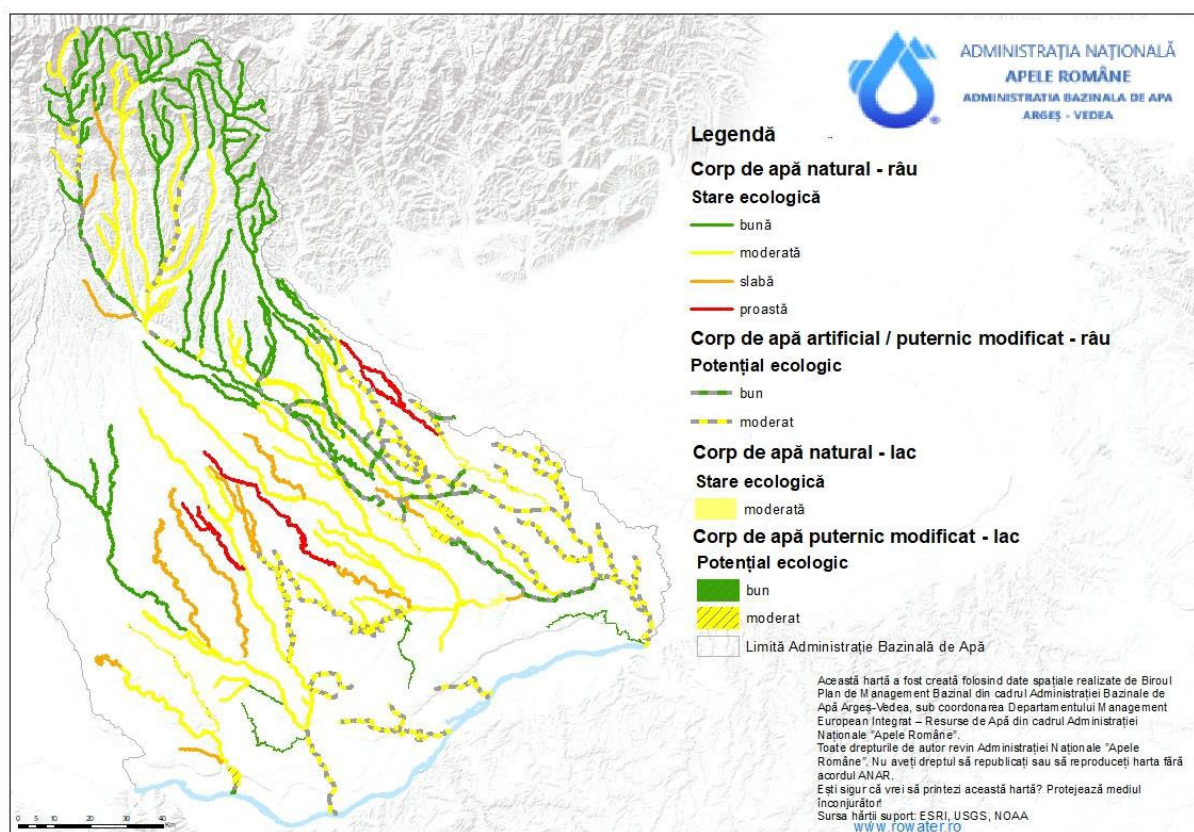 ADMINISTRAȚIA NAȚIONALĂ
APELE ROMÂNE
ADMINISTRATIA BAZINALA DE APA
ARGEȘ - VEDEA
Legendă
Corp de apă natural - râu
Stare ecologică
bună
moderată
slabă
proastă
Corp de apă artificial / puternic modificat - râu
Potențial ecologic
bun
moderat
Corp de apă natural - lac
Stare ecologică
moderată
Corp de apă puternic modificat - lac
Potențial ecologic
bun
moderat
Limită Administrație Bazinală de Apă
Această hartă a fost creată folosind date spațiale realizate de Biroul
Plan de Management Bazinal din cadrul Administrației Bazinale de
Apă Argeș-Vedea, sub coordonarea Departamentului Management
European Integrat – Resurse de Apă din cadrul Administrației
Naționale "Apele Române".
Toate drepturile de autor revin Administrației Naționale "Apele
Române". Nu aveți dreptul să republicați sau să reproduceți harta fără
acordul ANAR.
Ești sigur că vrei să printezi această hartă? Protejează mediul
înconjurător!
Sursa hărții suport: ESRI, USGS, NOAA
www.rowater.ro
0 5 10 20 30 40
Km